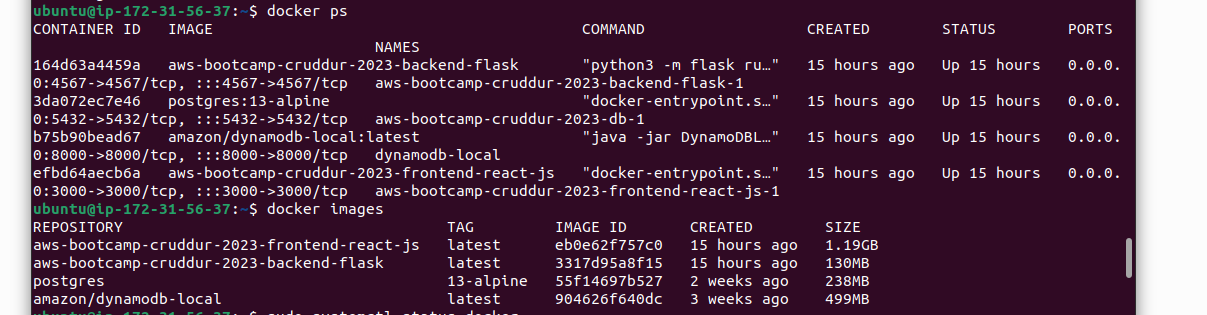 ubuntu@ip-172-31-56-37:~$ docker ps
CONTAINER ID   IMAGE                                         COMMAND                  CREATED        STATUS        PORTS
                                      NAMES
164d63a4459a   aws-bootcamp-cruddur-2023-backend-flask       "python3 -m flask ru…"   15 hours ago   Up 15 hours   0.0.0.
0:4567->4567/tcp, :::4567->4567/tcp   aws-bootcamp-cruddur-2023-backend-flask-1
3da072ec7e46   postgres:13-alpine                            "docker-entrypoint.s…"   15 hours ago   Up 15 hours   0.0.0.
0:5432->5432/tcp, :::5432->5432/tcp   aws-bootcamp-cruddur-2023-db-1
b75b90bead67   amazon/dynamodb-local:latest                  "java -jar DynamoDBL…"   15 hours ago   Up 15 hours   0.0.0.
0:8000->8000/tcp, :::8000->8000/tcp   dynamodb-local
efbd64aecb6a   aws-bootcamp-cruddur-2023-frontend-react-js   "docker-entrypoint.s…"   15 hours ago   Up 15 hours   0.0.0.
0:3000->3000/tcp, :::3000->3000/tcp   aws-bootcamp-cruddur-2023-frontend-react-js-1
ubuntu@ip-172-31-56-37:~$ docker images
REPOSITORY                                    TAG         IMAGE ID       CREATED        SIZE
aws-bootcamp-cruddur-2023-frontend-react-js   latest      eb0e62f757c0   15 hours ago   1.19GB
aws-bootcamp-cruddur-2023-backend-flask       latest      3317d95a8f15   15 hours ago   130MB
postgres                                      13-alpine   55f14697b527   2 weeks ago    238MB
amazon/dynamodb-local                         latest      904626f640dc   3 weeks ago    499MB
ubuntu@ip-172-31-56-37:~$ sudo systemctl status docker